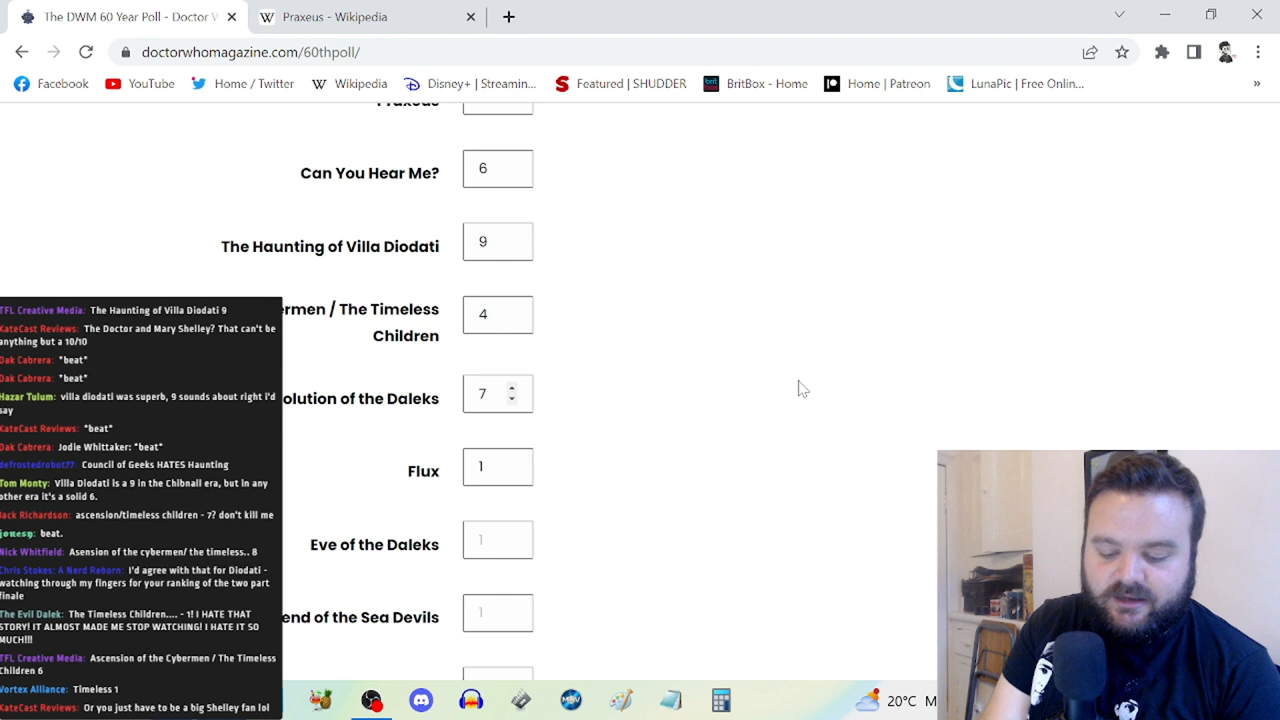 The DWM 60 Year Poll - Doctor W
Praxeus - Wikipedia
doctorwhomagazine.com/60thpoll/
Facebook
YouTube
Home / Twitter
Wikipedia
Disney+ | Streamin...
Featured | SHUDDER
BritBox - Home
Home | Patreon
LunaPic | Free Onlin...
»
Praxeus
Can You Hear Me?
6
The Haunting of Villa Diodati
9
ermen / The Timeless
Children
4
olution of the Daleks
7
Flux
1
Eve of the Daleks
1
end of the Sea Devils
1
TFL Creative Media: The Haunting of Villa Diodati 9
KateCast Reviews: The Doctor and Mary Shelley? That can't be
anything but a 10/10
Dak Cabrera: *beat*
Dak Cabrera: *beat*
Hazar Tulum: villa diodati was superb, 9 sounds about right I'd
say
KateCast Reviews: *beat*
Dak Cabrera: Jodie Whittaker: *beat*
defrostedrobot77: Council of Geeks HATES Haunting
Tom Monty: Villa Diodati is a 9 in the Chibnall era, but in any
other era it's a solid 6.
Jack Richardson: ascension/timeless children - 7? don't kill me
jonesy: beat.
Nick Whitfield: Asension of the cybermen/ the timeless.. 8
Chris Stokes: A Nerd Reborn: I'd agree with that for Diodati -
watching through my fingers for your ranking of the two part
finale
The Evil Dalek: The Timeless Children.... - 1! I HATE THAT
STORY! IT ALMOST MADE ME STOP WATCHING! I HATE IT SO
MUCH!!!
TFL Creative Media: Ascension of the Cybermen / The Timeless
Children 6
Vortex Alliance: Timeless 1
KateCast Reviews: Or you just have to be a big Shelley fan lol
20°C M